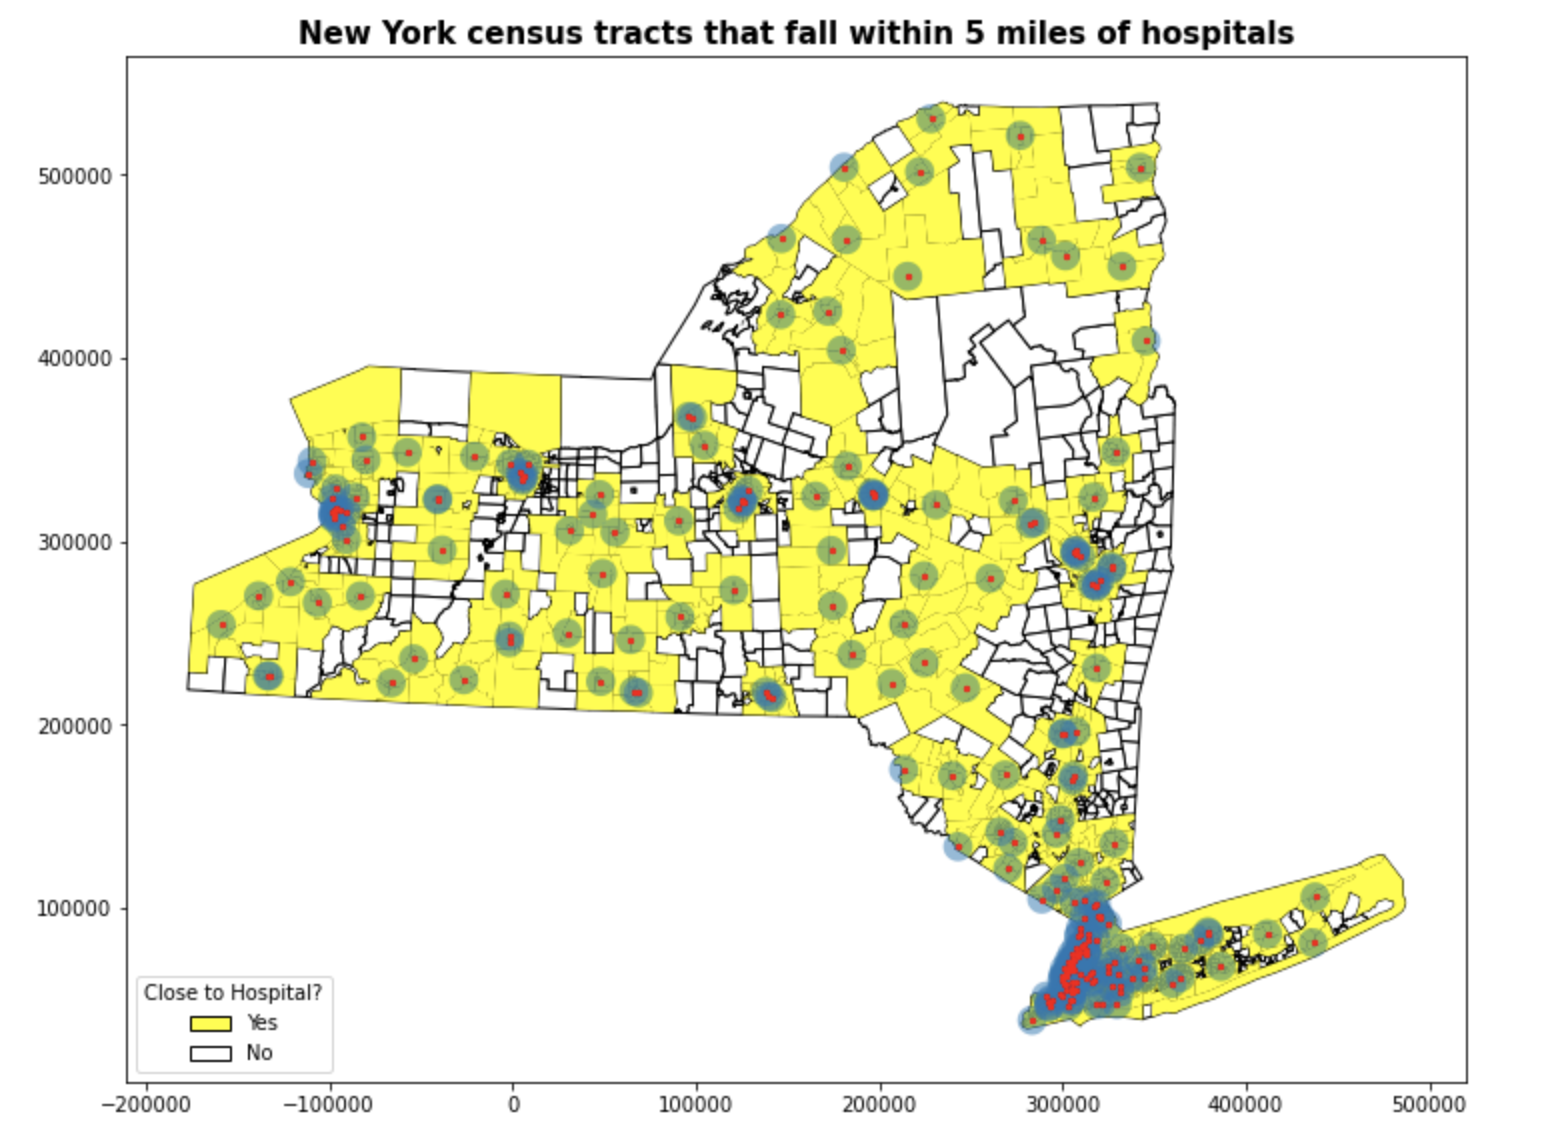 New York census tracts that fall within 5 miles of hospitals
500000
400000
300000
200000
100000
Close to Hospital?
Yes
No
−200000 −100000 0 100000 200000 300000 400000 500000